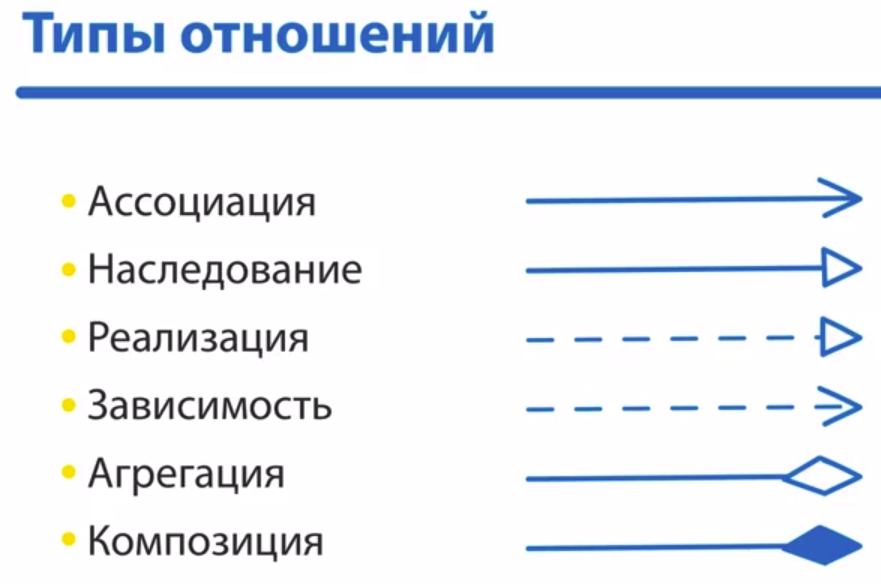 Типы отношений
Ассоциация
Наследование
Реализация
Зависимость
Агрегация
Композиция